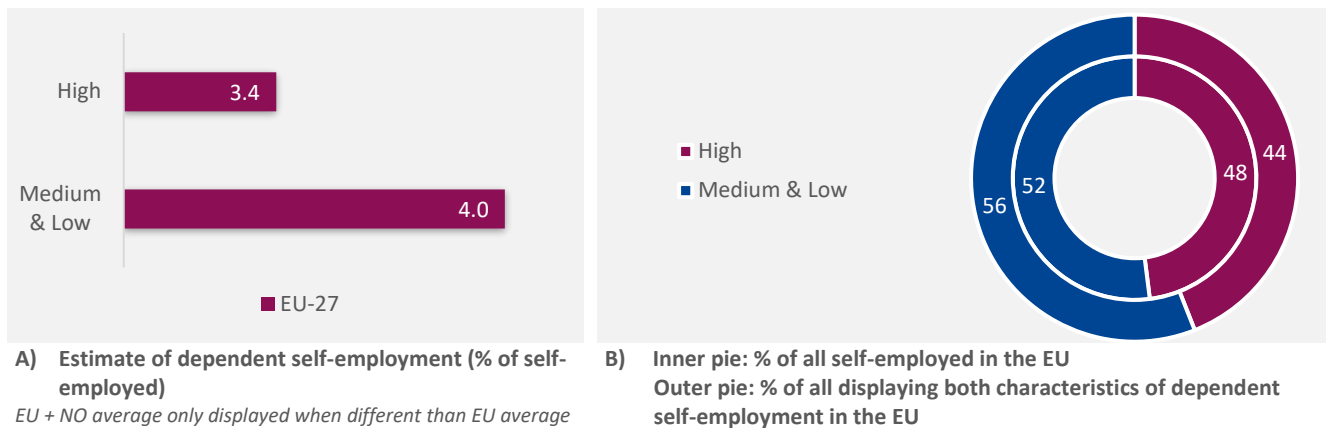 High
3.4
Medium
& Low
4.0
EU-27
A) Estimate of dependent self-employment (% of self-
employed)
EU + NO average only displayed when different than EU average
High
Medium & Low
44
48
52
56
B) Inner pie: % of all self-employed in the EU
Outer pie: % of all displaying both characteristics of dependent
self-employment in the EU